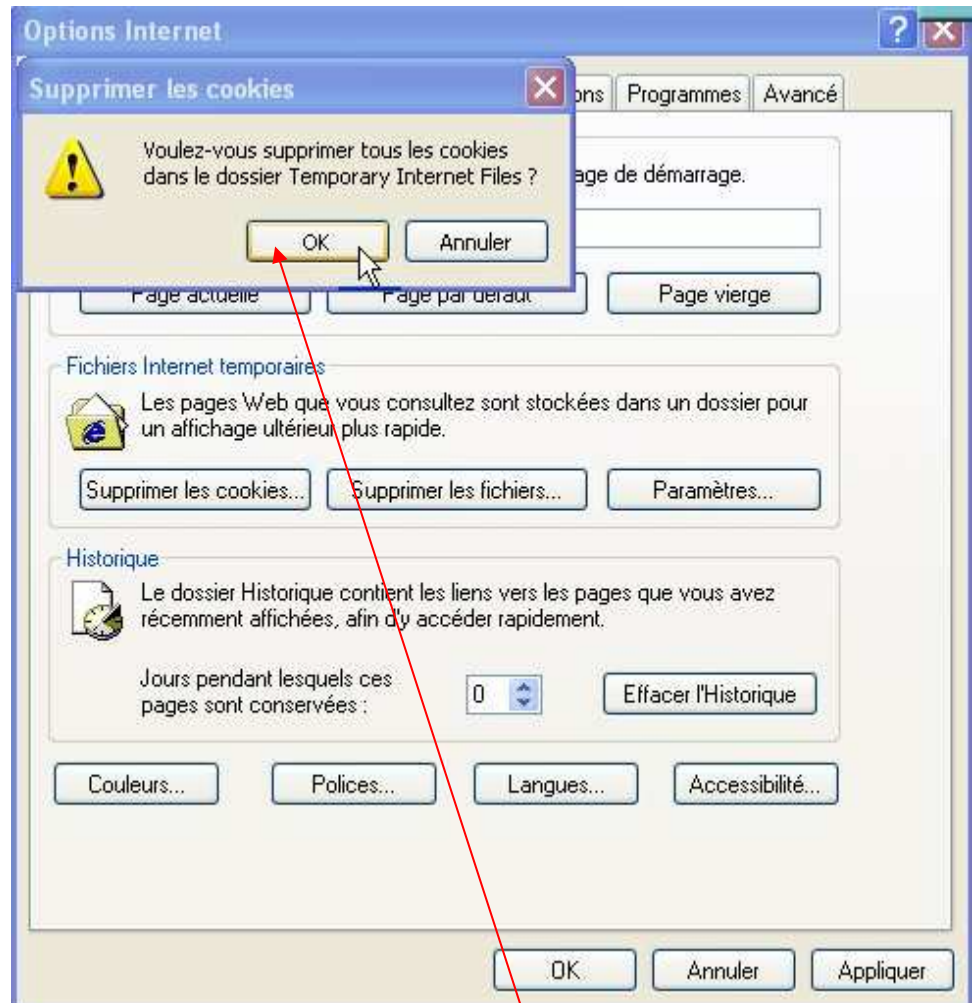 Options Internet
Supprimer les cookies
ons Programmes Avancé
Voulez-vous supprimer tous les cookies
dans le dossier Temporary Internet Files ?
age de démarrage.
OK Annuler
Page actuelle Page par défaut Page vierge
Fichiers Internet temporaires
Les pages Web que vous consultez sont stockées dans un dossier pour
un affichage ultérieur plus rapide.
Supprimer les cookies... Supprimer les fichiers... Paramètres...
Historique
Le dossier Historique contient les liens vers les pages que vous avez
récemment affichées, afin d'y accéder rapidement.
Jours pendant lesquels ces
pages sont conservées :
0 Effacer l'Historique
Couleurs... Polices... Langues... Accessibilité...
OK Annuler Appliquer